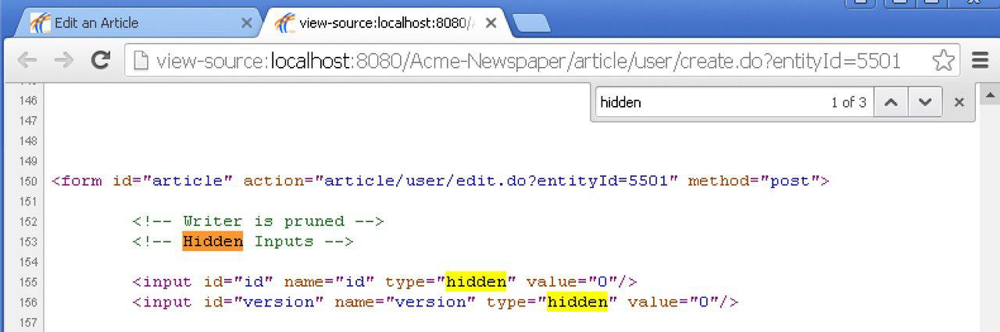 Edit an Article
view-source:localhost:8080/
view-source:localhost:8080/Acme-Newspaper/article/user/create.do?entityId=5501
hidden 1 of 3
146
147
148
149
150 <form id="article" action="article/user/edit.do?entityId=5501" method="post">
151
152 <!-- Writer is pruned -->
153 <!-- Hidden Inputs -->
154
155 <input id="id" name="id" type="hidden" value="0"/>
156 <input id="version" name="version" type="hidden" value="0"/>
157